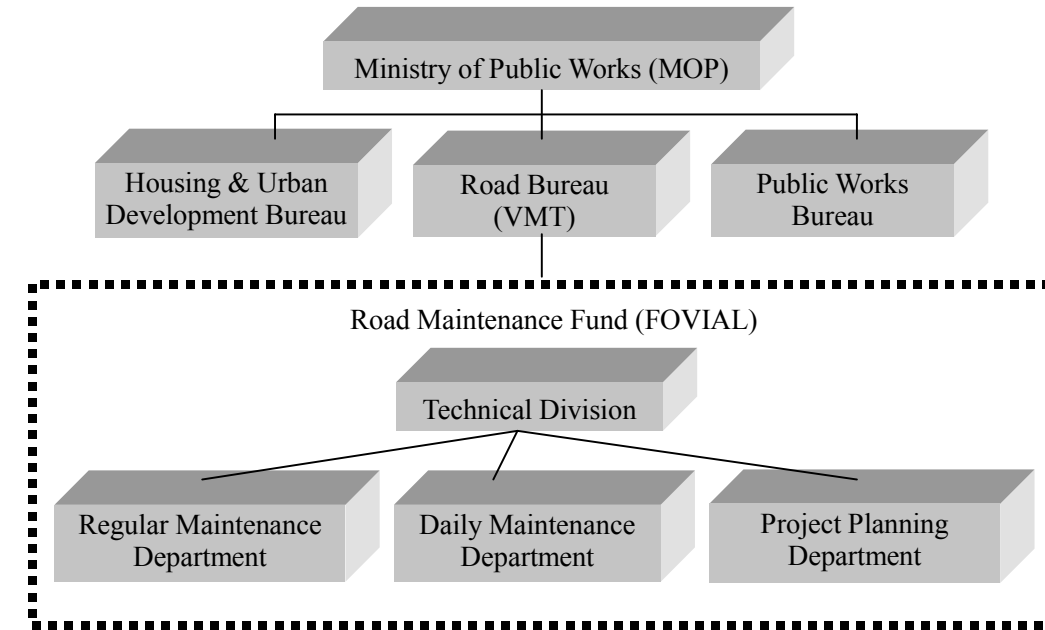 Ministry of Public Works (MOP)
Housing & Urban
Development Bureau
Road Bureau
(VMT)
Public Works
Bureau
Road Maintenance Fund (FOVIAL)
Technical Division
Regular Maintenance
Department
Daily Maintenance
Department
Project Planning
Department